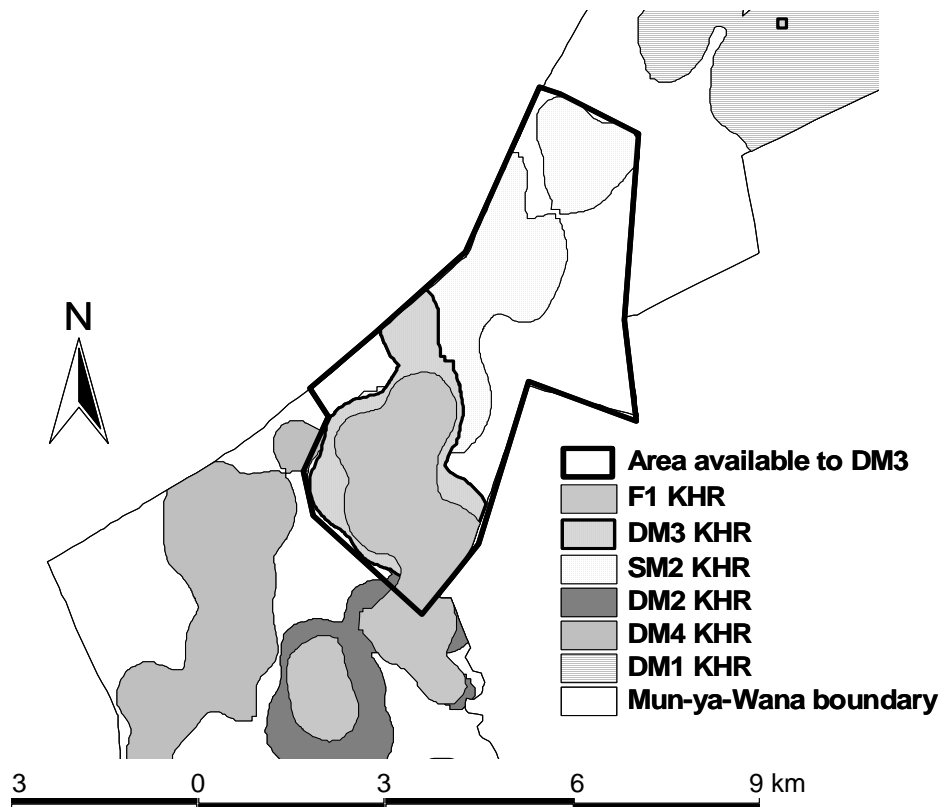 N
Area available to DM3
F1 KHR
DM3 KHR
SM2 KHR
DM2 KHR
DM4 KHR
DM1 KHR
Mun-ya-Wana boundary
3 0 3 6 9 km